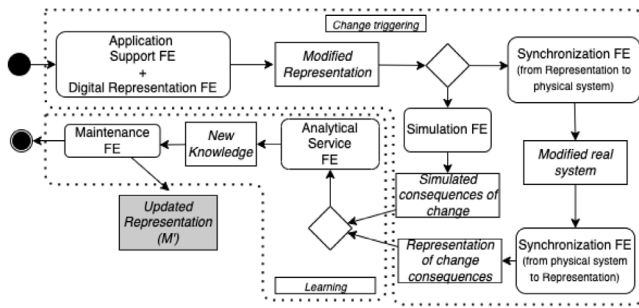 Change triggering
Application
Support FE
+
Digital Representation FE
Modified
Representation
Synchronization FE
(from Representation to
physical system)
Maintenance
FE
New
Knowledge
Analytical
Service
FE
Simulation FE
Modified real
system
Simulated
consequences of
change
Updated
Representation
(M')
Representation
of change
consequences
Synchronization FE
(from physical system
to Representation)
Learning